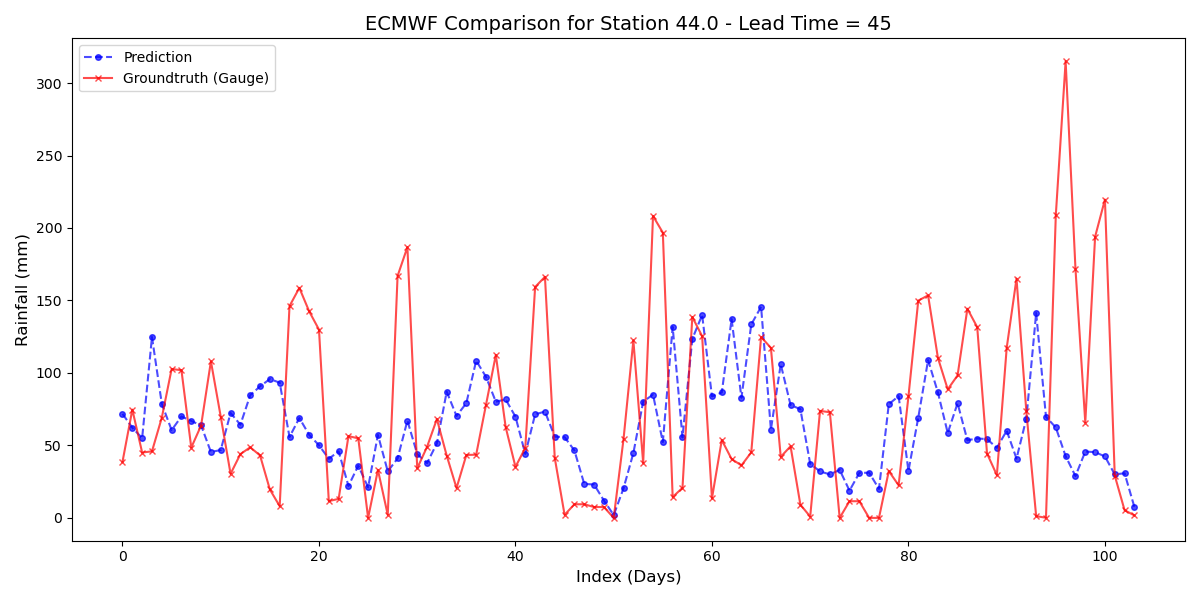 ECMWF Comparison for Station 44.0 - Lead Time = 45
Prediction
Groundtruth (Gauge)
Rainfall (mm)
300
250
200
150
100
50
0
0 20 40 60 80 100
Index (Days)